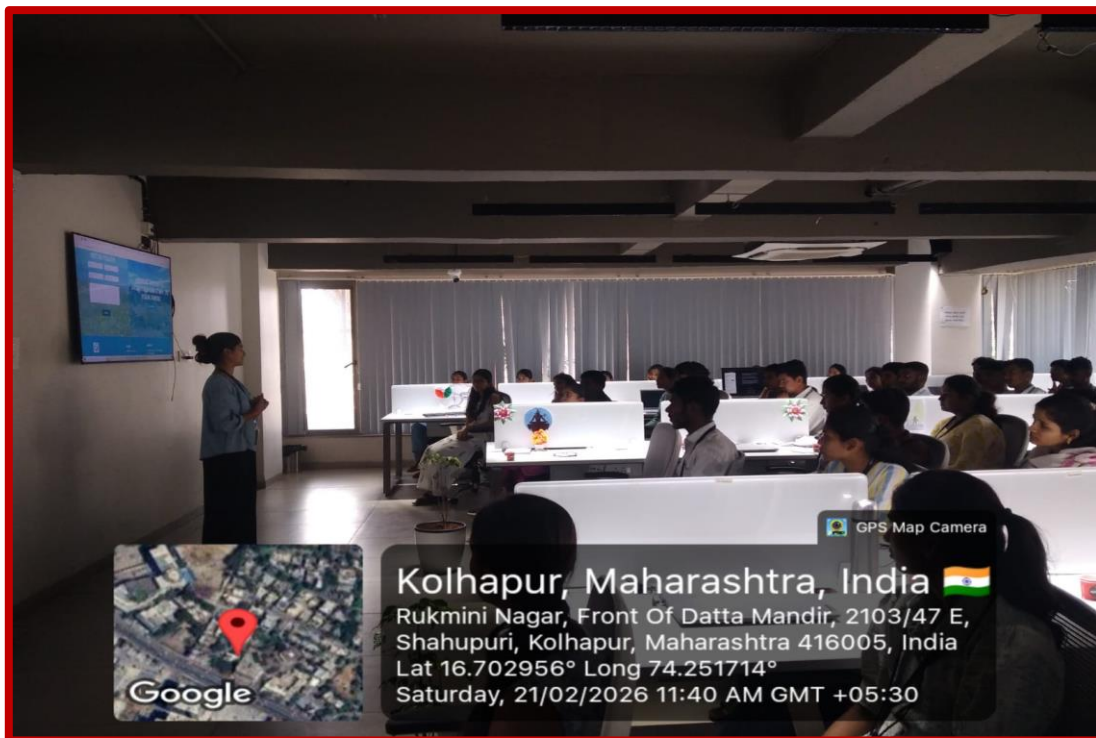 GPS Map Camera
Kolhapur, Maharashtra, India
Rukmini Nagar, Front Of Datta Mandir, 2103/47 E,
Shahupuri, Kolhapur, Maharashtra 416005, India
Lat 16.702956° Long 74.251714°
Saturday, 21/02/2026 11:40 AM GMT +05:30
Google